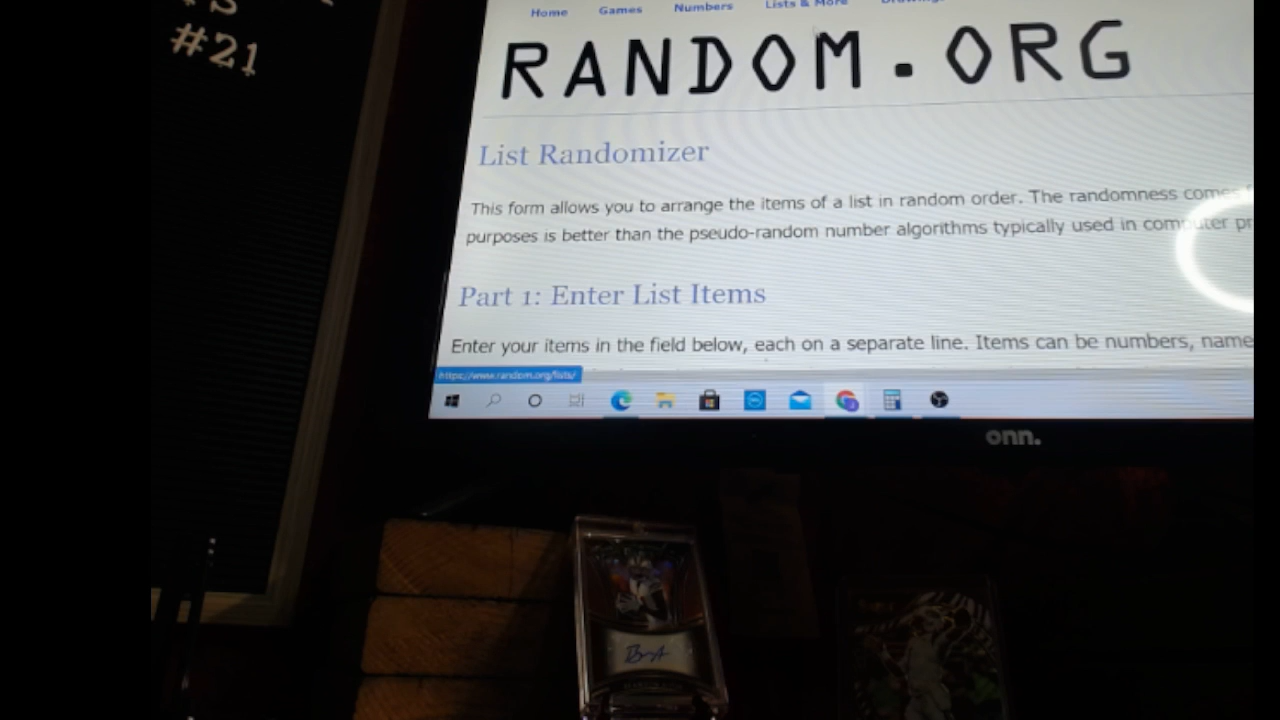 #21
Home Games Numbers Lists & More
RANDOM.ORG
List Randomizer
This form allows you to arrange the items of a list in random order. The randomness comes
purposes is better than the pseudo-random number algorithms typically used in computer pr
Part 1: Enter List Items
Enter your items in the field below, each on a separate line. Items can be numbers, name
https://www.random.org/lists/
onn.